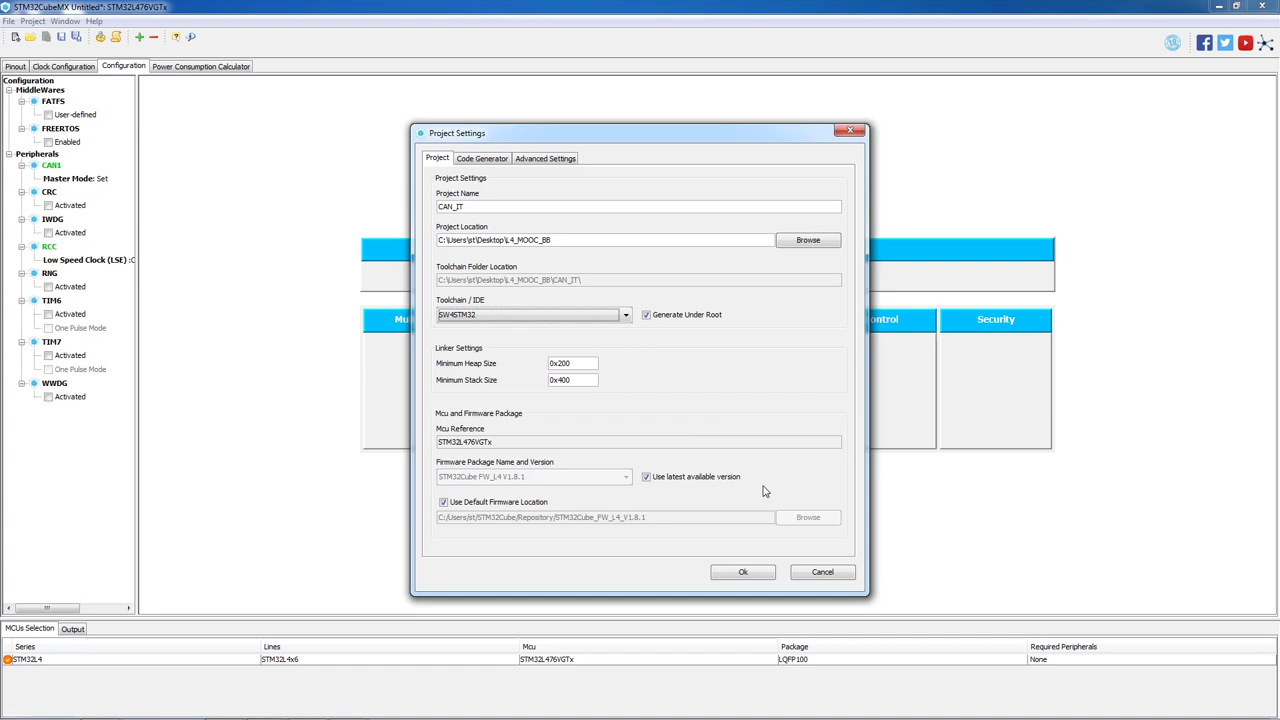 STM32CubeMX Untitled*: STM32L476VGTx
File Project Window Help
Pinout Clock Configuration Configuration Power Consumption Calculator
Configuration
MiddleWares
FATFS
User-defined
FREERTOS
Enabled
Peripherals
CAN1
Master Mode: Set
CRC
Activated
IWDG
Activated
RCC
Low Speed Clock (LSE) :C
RNG
Activated
TIM6
Activated
One Pulse Mode
TIM7
Activated
One Pulse Mode
WWDG
Activated
Project Settings
Project Code Generator Advanced Settings
Project Settings
Project Name
CAN_IT
Project Location
C:\Users\st\Desktop\L4_MOOC_BB Browse
Toolchain Folder Location
C:\Users\st\Desktop\L4_MOOC_BB\CAN_IT\
Toolchain / IDE
SW4STM32 Generate Under Root
Linker Settings
Minimum Heap Size 0x200
Minimum Stack Size 0x400
Mcu and Firmware Package
Mcu Reference
STM32L476VGTx
Firmware Package Name and Version
STM32Cube FW_L4 V1.8.1 Use latest available version
Use Default Firmware Location
C:/Users/st/STM32Cube/Repository/STM32Cube_FW_L4_V1.8.1 Browse
Ok Cancel
Mu
ontrol
Security
MCUs Selection Output
Series Lines Mcu Package Required Peripherals
STM32L4 STM32L4x6 STM32L476VGTx LQFP100 None